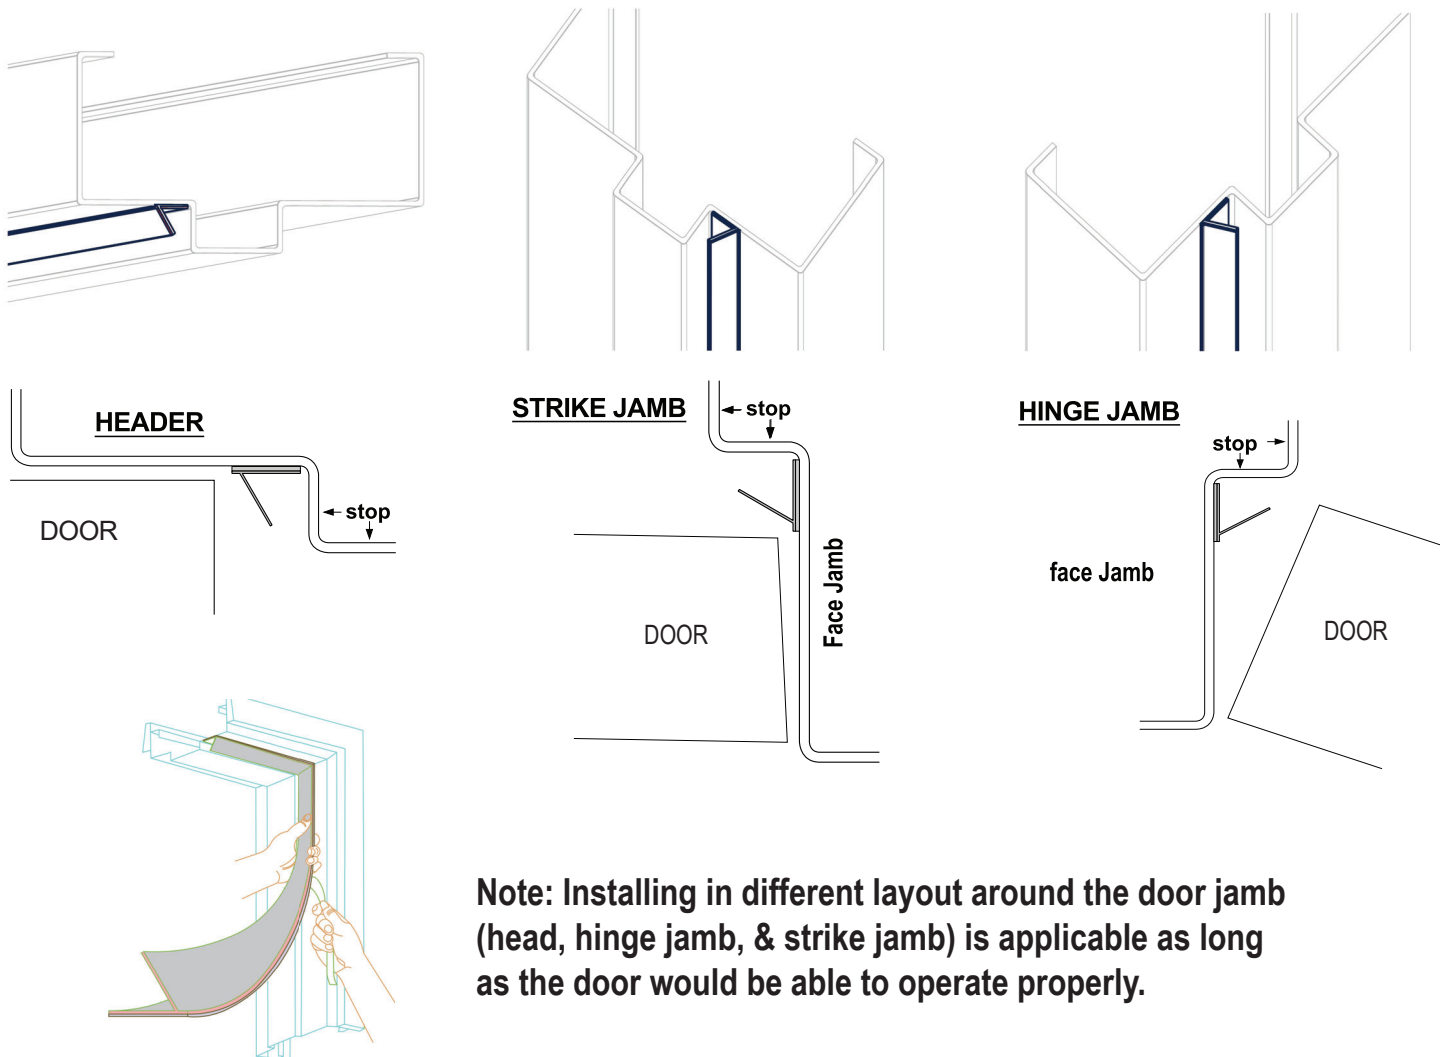 HEADER
stop
DOOR
STRIKE JAMB
stop
Face Jamb
DOOR
HINGE JAMB
stop
face Jamb
DOOR
Note: Installing in different layout around the door jamb
(head, hinge jamb, & strike jamb) is applicable as long
as the door would be able to operate properly.